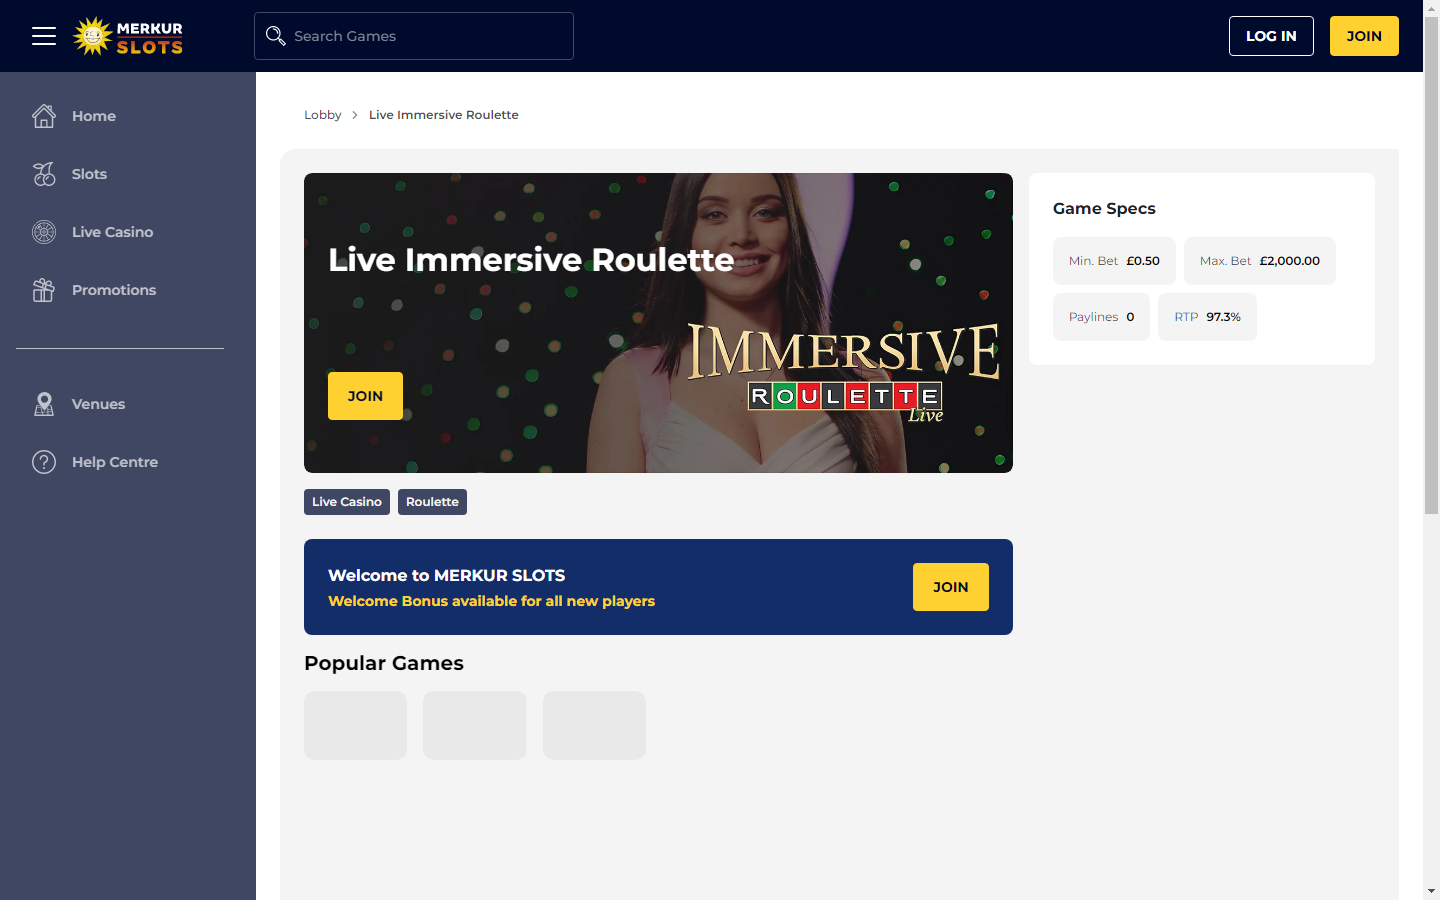 MERKUR
SLOTS
Search Games
LOG IN
JOIN
Home
Slots
Live Casino
Promotions
Venues
Help Centre
Lobby
Live Immersive Roulette
Live Immersive Roulette
JOIN
IMMERSIVE
ROULETTE
Live
Game Specs
Min. Bet £0.50
Max. Bet £2,000.00
Paylines 0
RTP 97.3%
Live Casino
Roulette
Welcome to MERKUR SLOTS
Welcome Bonus available for all new players
JOIN
Popular Games